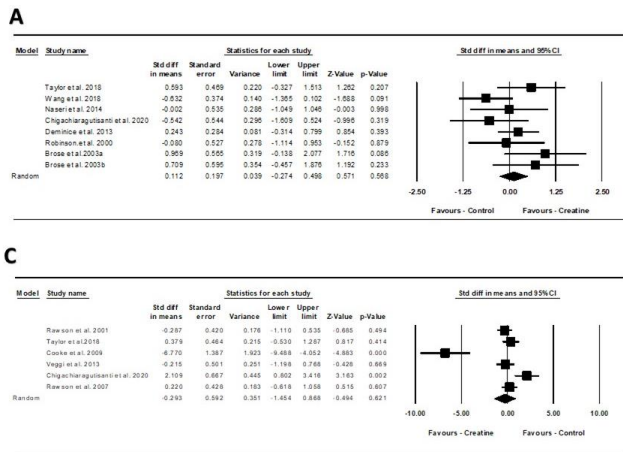 A
Model Study name Statistics for each study Std diff in means and 95% CI
Std diff Standard Lower Upper
in means error Variance limit limit Z-Value p-Value
Taylor et al. 2018 0.593 0.469 0.220 -0.327 1.513 1.262 0.207
Wang et al. 2018 -0.632 0.374 0.140 -1.365 0.102 -1.688 0.091
Naseri et al. 2014 -0.002 0.535 0.286 -1.049 1.046 -0.003 0.998
Chigachiaragutisanti et al. 2020 -0.542 0.544 0.296 -1.609 0.524 -0.996 0.319
Deminice et al. 2013 0.243 0.284 0.081 -0.314 0.799 0.854 0.393
Robinson et al. 2000 -0.080 0.527 0.278 -1.114 0.953 -0.152 0.879
Brose et al. 2003a 0.969 0.565 0.319 -0.138 2.077 1.716 0.086
Brose et al. 2003b 0.709 0.595 0.354 -0.457 1.876 1.192 0.233
Random 0.112 0.197 0.039 -0.274 0.498 0.571 0.568
-2.50 -1.25 0.00 1.25 2.50
Favours - Control Favours - Creatine
C
Model Study name Statistics for each study Std diff in means and 95% CI
Std diff Standard Lower Upper
in means error Variance limit limit Z-Value p-Value
Rawson et al. 2001 -0.287 0.420 0.176 -1.110 0.535 -0.685 0.494
Taylor et al. 2018 0.379 0.464 0.215 -0.530 1.287 0.817 0.414
Cooke et al. 2009 -6.770 1.387 1.923 -9.488 -4.052 -4.883 0.000
Veggi et al. 2013 -0.215 0.501 0.251 -1.198 0.766 -0.428 0.669
Chigachiaragutisanti et al. 2020 2.109 0.667 0.445 0.802 3.416 3.163 0.002
Rawson et al. 2007 0.220 0.428 0.183 -0.618 1.058 0.515 0.607
Random -0.293 0.592 0.351 -1.454 0.868 -0.494 0.621
-10.00 -5.00 0.00 5.00 10.00
Favours - Creatine Favours - Control